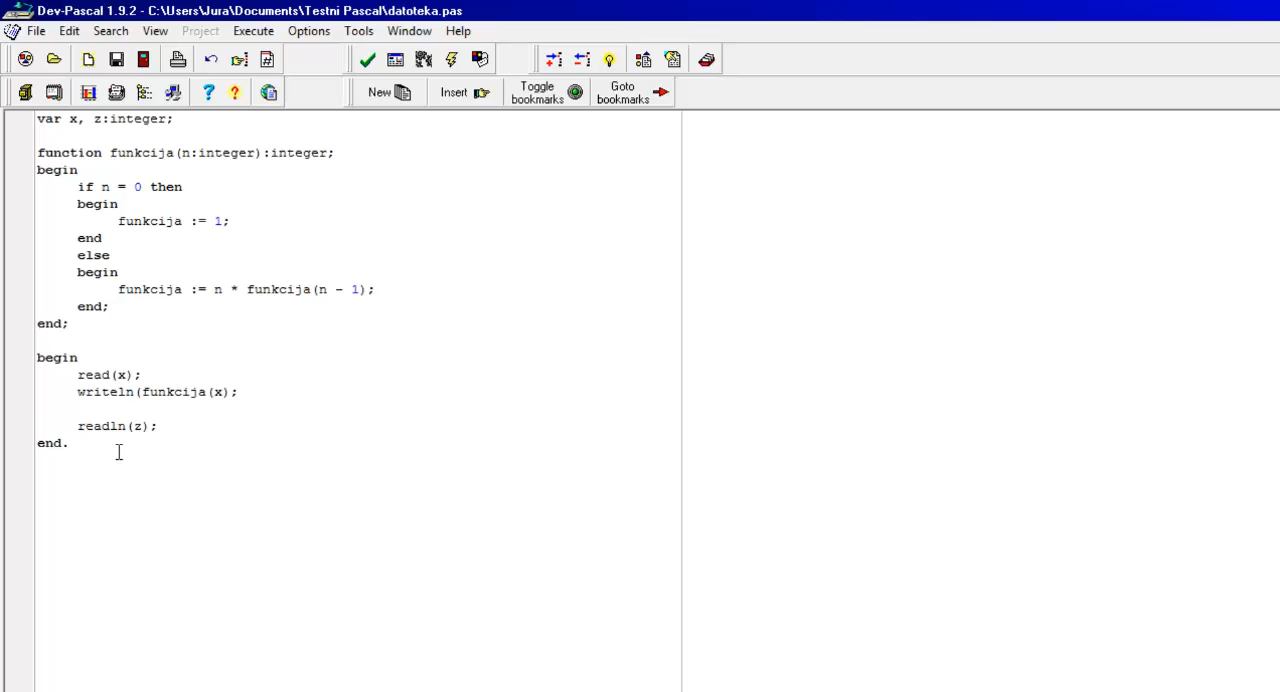 Dev-Pascal 1.9.2 - C:\Users\Jura\Documents\Testni Pascal\datoteka.pas
File Edit Search View Project Execute Options Tools Window Help
New Insert Toggle bookmarks Goto bookmarks
var x, z:integer;
function funkcija(n:integer):integer;
begin
if n = 0 then
begin
funkcija := 1;
end
else
begin
funkcija := n * funkcija(n - 1);
end;
end;
begin
read(x);
writeln(funkcija(x);
readln(z);
end.